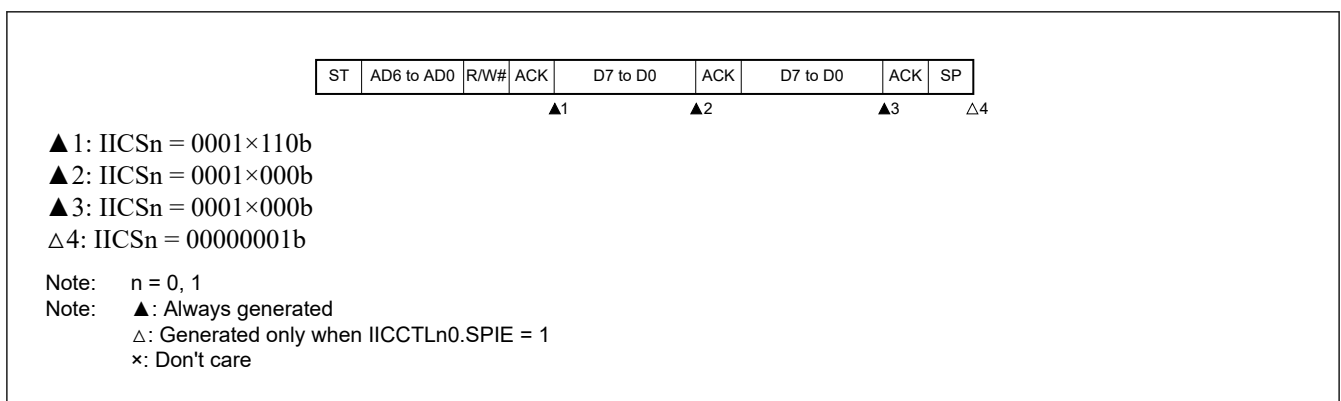 ST AD6 to AD0 R/W# ACK D7 to D0 ACK D7 to D0 ACK SP
▲1 ▲2 ▲3 △4
▲1: IICSn = 0001×110b
▲2: IICSn = 0001×000b
▲3: IICSn = 0001×000b
△4: IICSn = 00000001b
Note: n = 0, 1
Note: ▲: Always generated
△: Generated only when IICCTLn0.SPIE = 1
×: Don't care